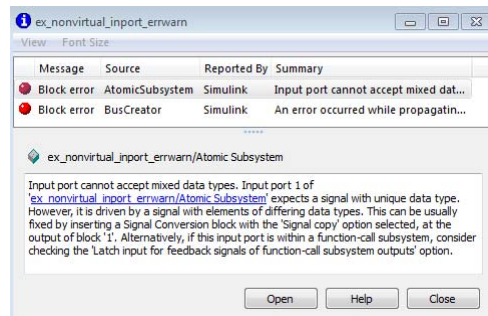 ex_nonvirtual_inport_errwarn
View Font Size
Message Source Reported By Summary
Block error AtomicSubsystem Simulink Input port cannot accept mixed dat...
Block error BusCreator Simulink An error occurred while propagatin...
ex_nonvirtual_inport_errwarn/Atomic Subsystem
Input port cannot accept mixed data types. Input port 1 of
'ex_nonvirtual_inport_errwarn/Atomic Subsystem' expects a signal with unique data type.
However, it is driven by a signal with elements of differing data types. This can be usually
fixed by inserting a Signal Conversion block with the 'Signal copy' option selected, at the
output of block '1'. Alternatively, if this input port is within a function-call subsystem, consider
checking the 'Latch input for feedback signals of function-call subsystem outputs' option.
Open Help Close